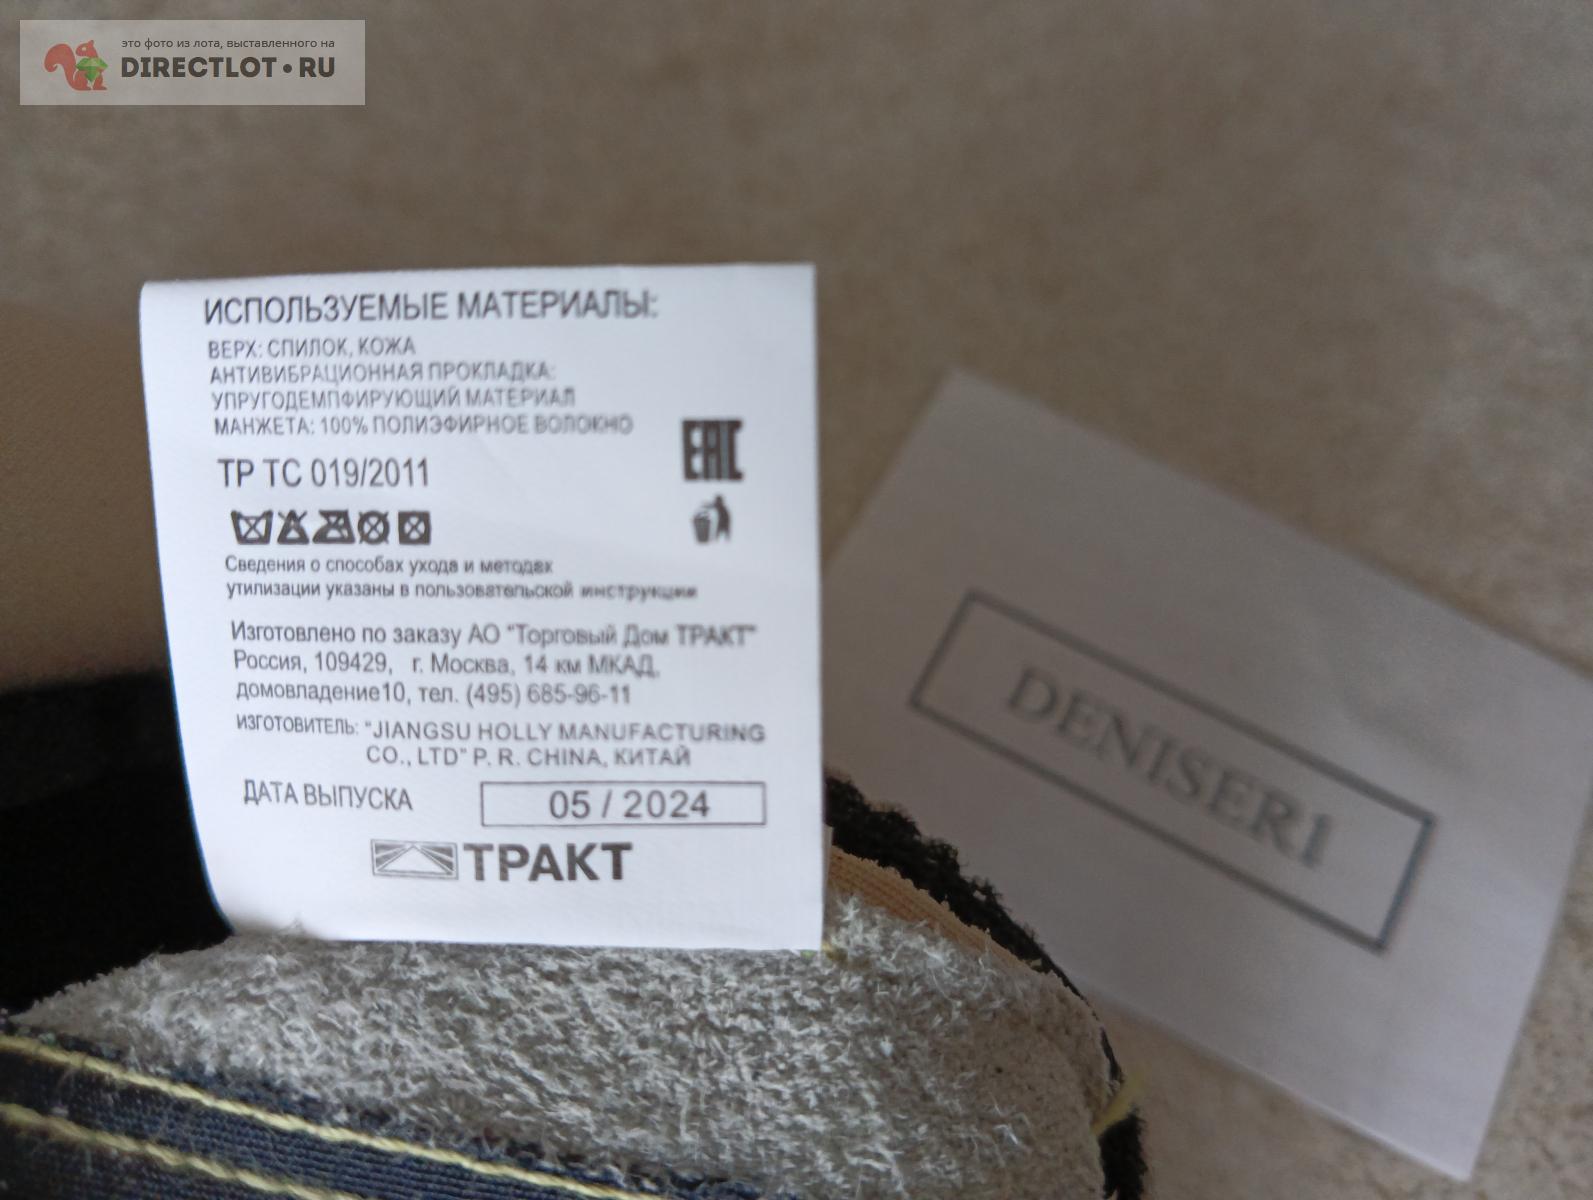 это фото из лота, выставленного на
DIRECTLOT•RU
ИСПОЛЬЗУЕМЫЕ МАТЕРИАЛЫ:
ВЕРХ: СПИЛОК, КОЖА
АНТИВИБРАЦИОННАЯ ПРОКЛАДКА:
УПРУГОДЕМПФИРУЮЩИЙ МАТЕРИАЛ
МАНЖЕТА: 100% ПОЛИЭФИРНОЕ ВОЛОКНО
ЕАС
ТР ТС 019/2011
Сведения о способах ухода и методах
утилизации указаны в пользовательской инструкции
Изготовлено по заказу АО "Торговый Дом ТРАКТ"
Россия, 109429, г. Москва, 14 км МКАД,
домовладение10, тел. (495) 685-96-11
ИЗГОТОВИТЕЛЬ: "JIANGSU HOLLY MANUFACTURING
CO., LTD" P. R. CHINA, КИТАЙ
ДАТА ВЫПУСКА 05 / 2024
ТРАКТ
DENISER1